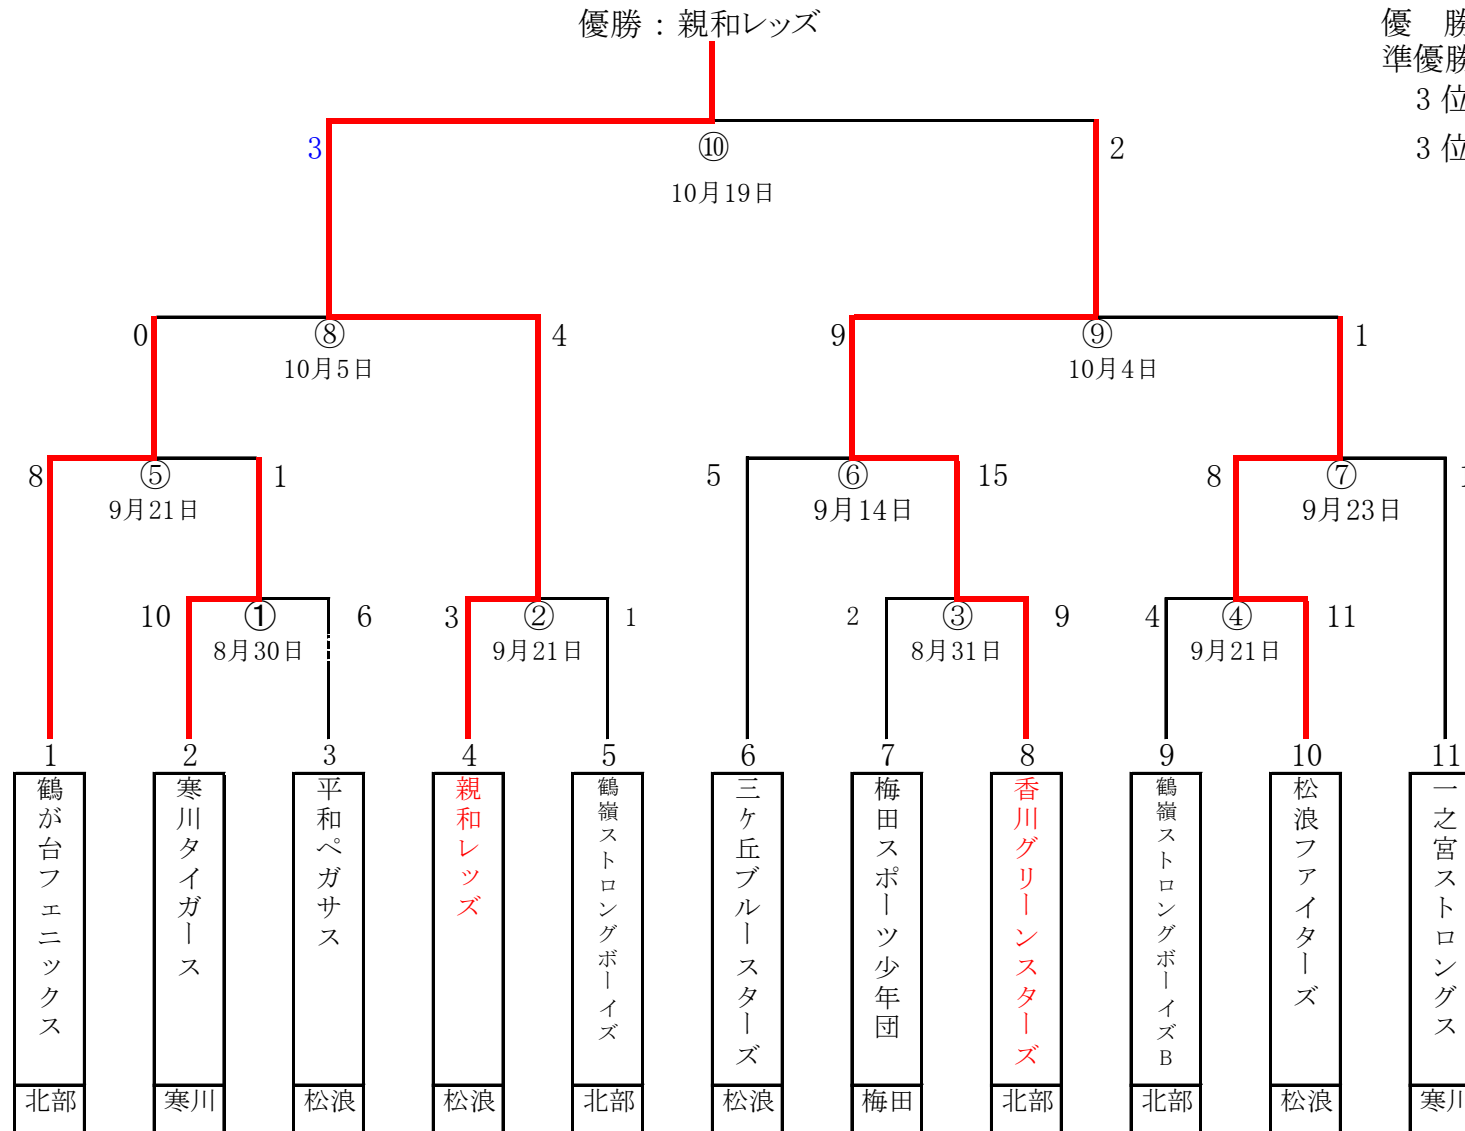 優勝：親和レッズ
優　勝
準優勝
3 位
3 位
3
⑩
2
10月19日
0
⑧
4
9
⑨
1
10月5日
10月4日
8
⑤
1
5
⑥
15
8
⑦
9月21日
9月14日
9月23日
10
①
6
3
②
1
2
③
9
4
④
11
8月30日
9月21日
8月31日
9月21日
1
2
3
4
5
6
7
8
9
10
11
鶴が台フェニックス
寒川タイガース
平和ペガサス
親和レッズ
鶴嶺ストロングボーイズ
三ケ丘ブルースターズ
梅田スポーツ少年団
香川グリーンスターズ
鶴嶺ストロングボーイズB
松浪ファイターズ
一之宮ストロングス
北部
寒川
松浪
松浪
北部
松浪
梅田
北部
北部
松浪
寒川